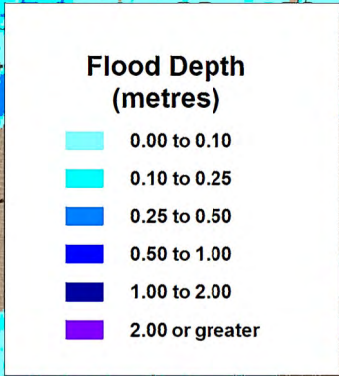 Flood Depth
(metres)
0.00 to 0.10
0.10 to 0.25
0.25 to 0.50
0.50 to 1.00
1.00 to 2.00
2.00 or greater